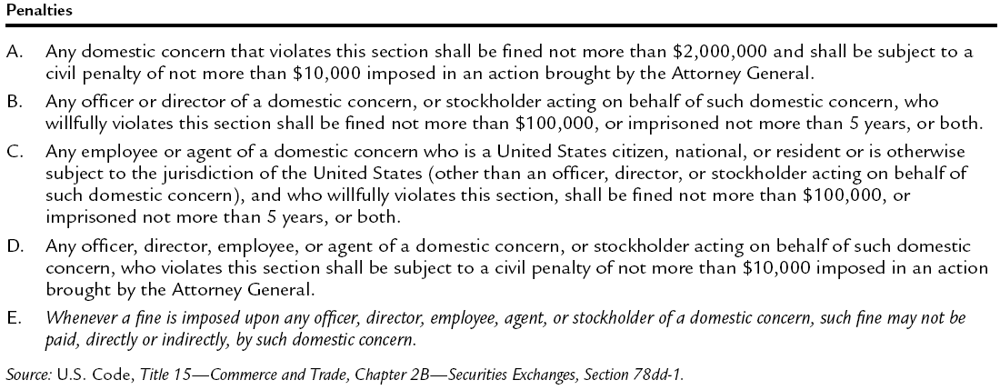 Penalties
A. Any domestic concern that violates this section shall be fined not more than $2,000,000 and shall be subject to a
civil penalty of not more than $10,000 imposed in an action brought by the Attorney General.
B. Any officer or director of a domestic concern, or stockholder acting on behalf of such domestic concern, who
willfully violates this section shall be fined not more than $100,000, or imprisoned not more than 5 years, or both.
C. Any employee or agent of a domestic concern who is a United States citizen, national, or resident or is otherwise
subject to the jurisdiction of the United States (other than an officer, director, or stockholder acting on behalf of
such domestic concern), and who willfully violates this section, shall be fined not more than $100,000, or
imprisoned not more than 5 years, or both.
D. Any officer, director, employee, or agent of a domestic concern, or stockholder acting on behalf of such domestic
concern, who violates this section shall be subject to a civil penalty of not more than $10,000 imposed in an action
brought by the Attorney General.
E. Whenever a fine is imposed upon any officer, director, employee, agent, or stockholder of a domestic concern, such fine may not be
paid, directly or indirectly, by such domestic concern.
Source: U.S. Code, Title 15—Commerce and Trade, Chapter 2B—Securities Exchanges, Section 78dd-1.